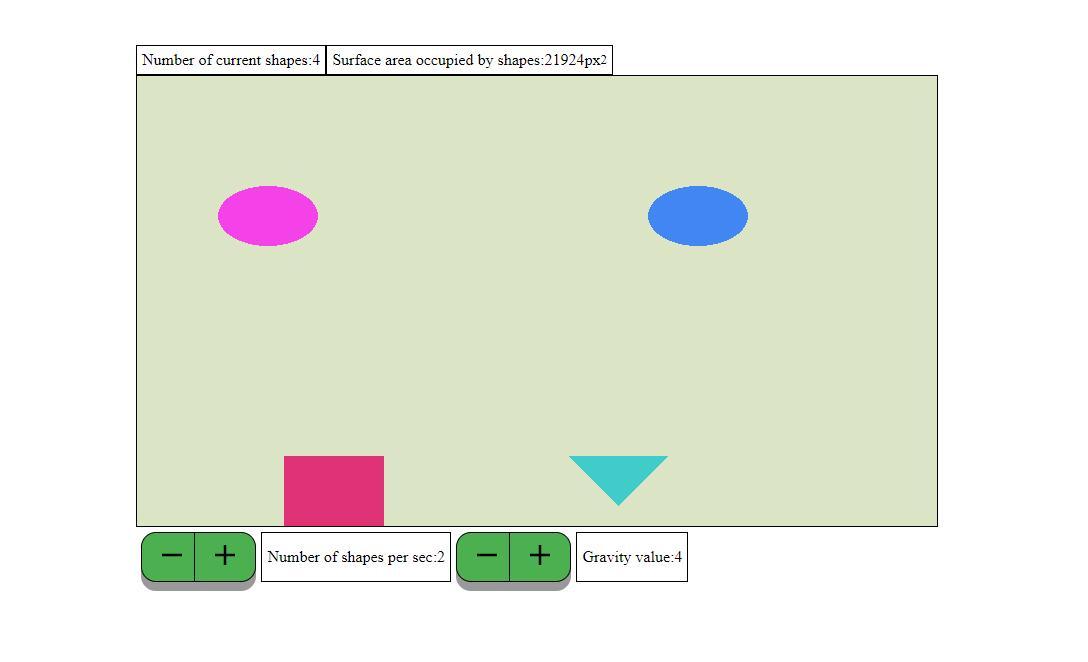 Number of current shapes:4 Surface area occupied by shapes:21924px2
− + Number of shapes per sec:2 − + Gravity value:4